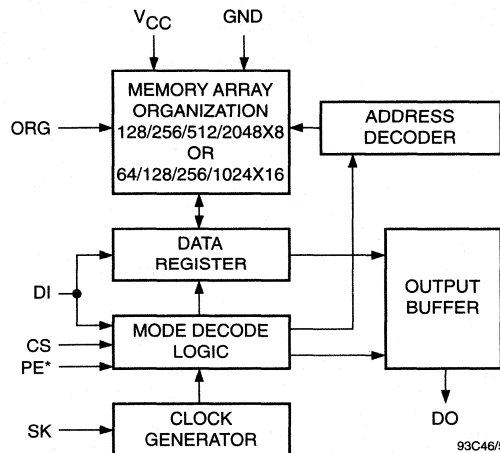 VCC GND
MEMORY ARRAY
ORGANIZATION
128/256/512/2048X8
OR
64/128/256/1024X16
ORG
ADDRESS
DECODER
DATA
REGISTER
DI
OUTPUT
BUFFER
MODE DECODE
LOGIC
CS
PE*
CLOCK
GENERATOR
SK
DO